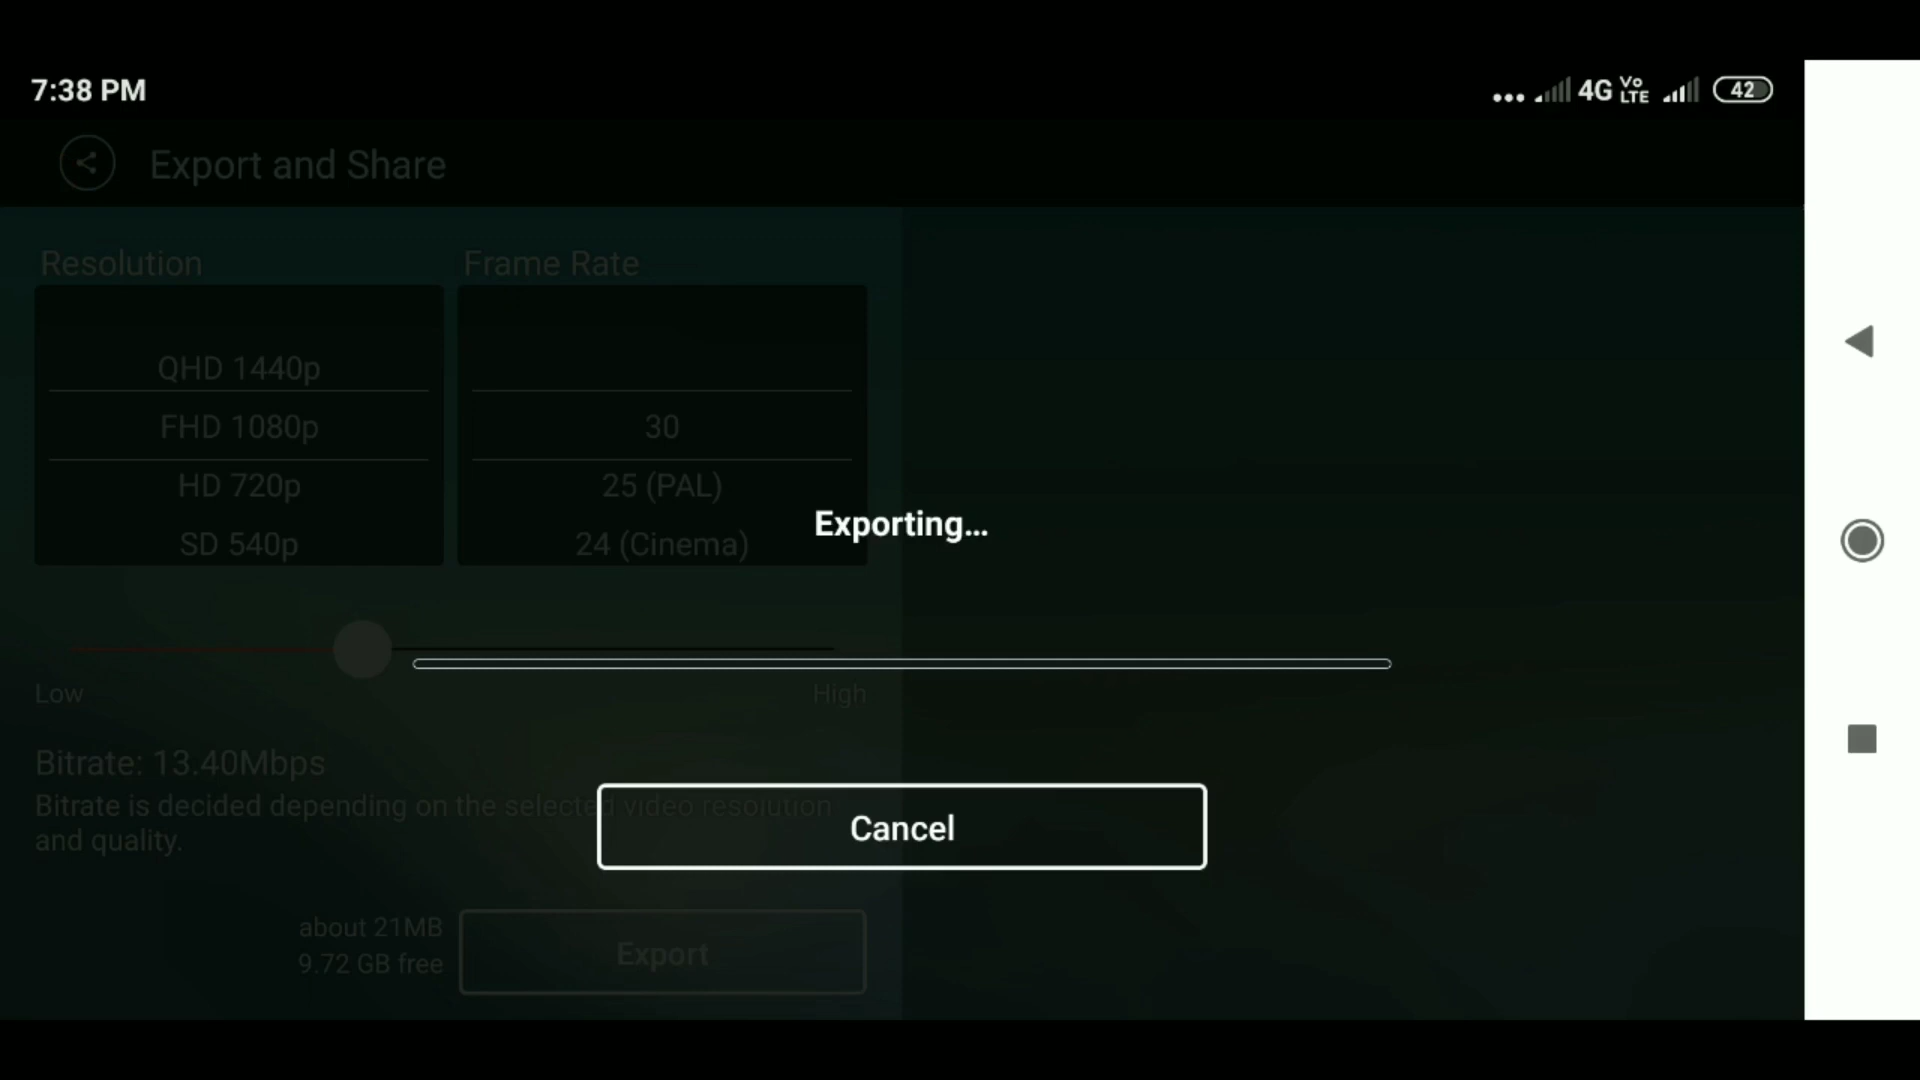 7:38 PM
4G Vo LTE 42
Export and Share
Resolution
Frame Rate
QHD 1440p
FHD 1080p
HD 720p
SD 540p
30
25 (PAL)
24 (Cinema)
Exporting...
Low
High
Bitrate: 13.40Mbps
Bitrate is decided depending on the selected video resolution
and quality.
Cancel
about 21MB
9.72 GB free
Export